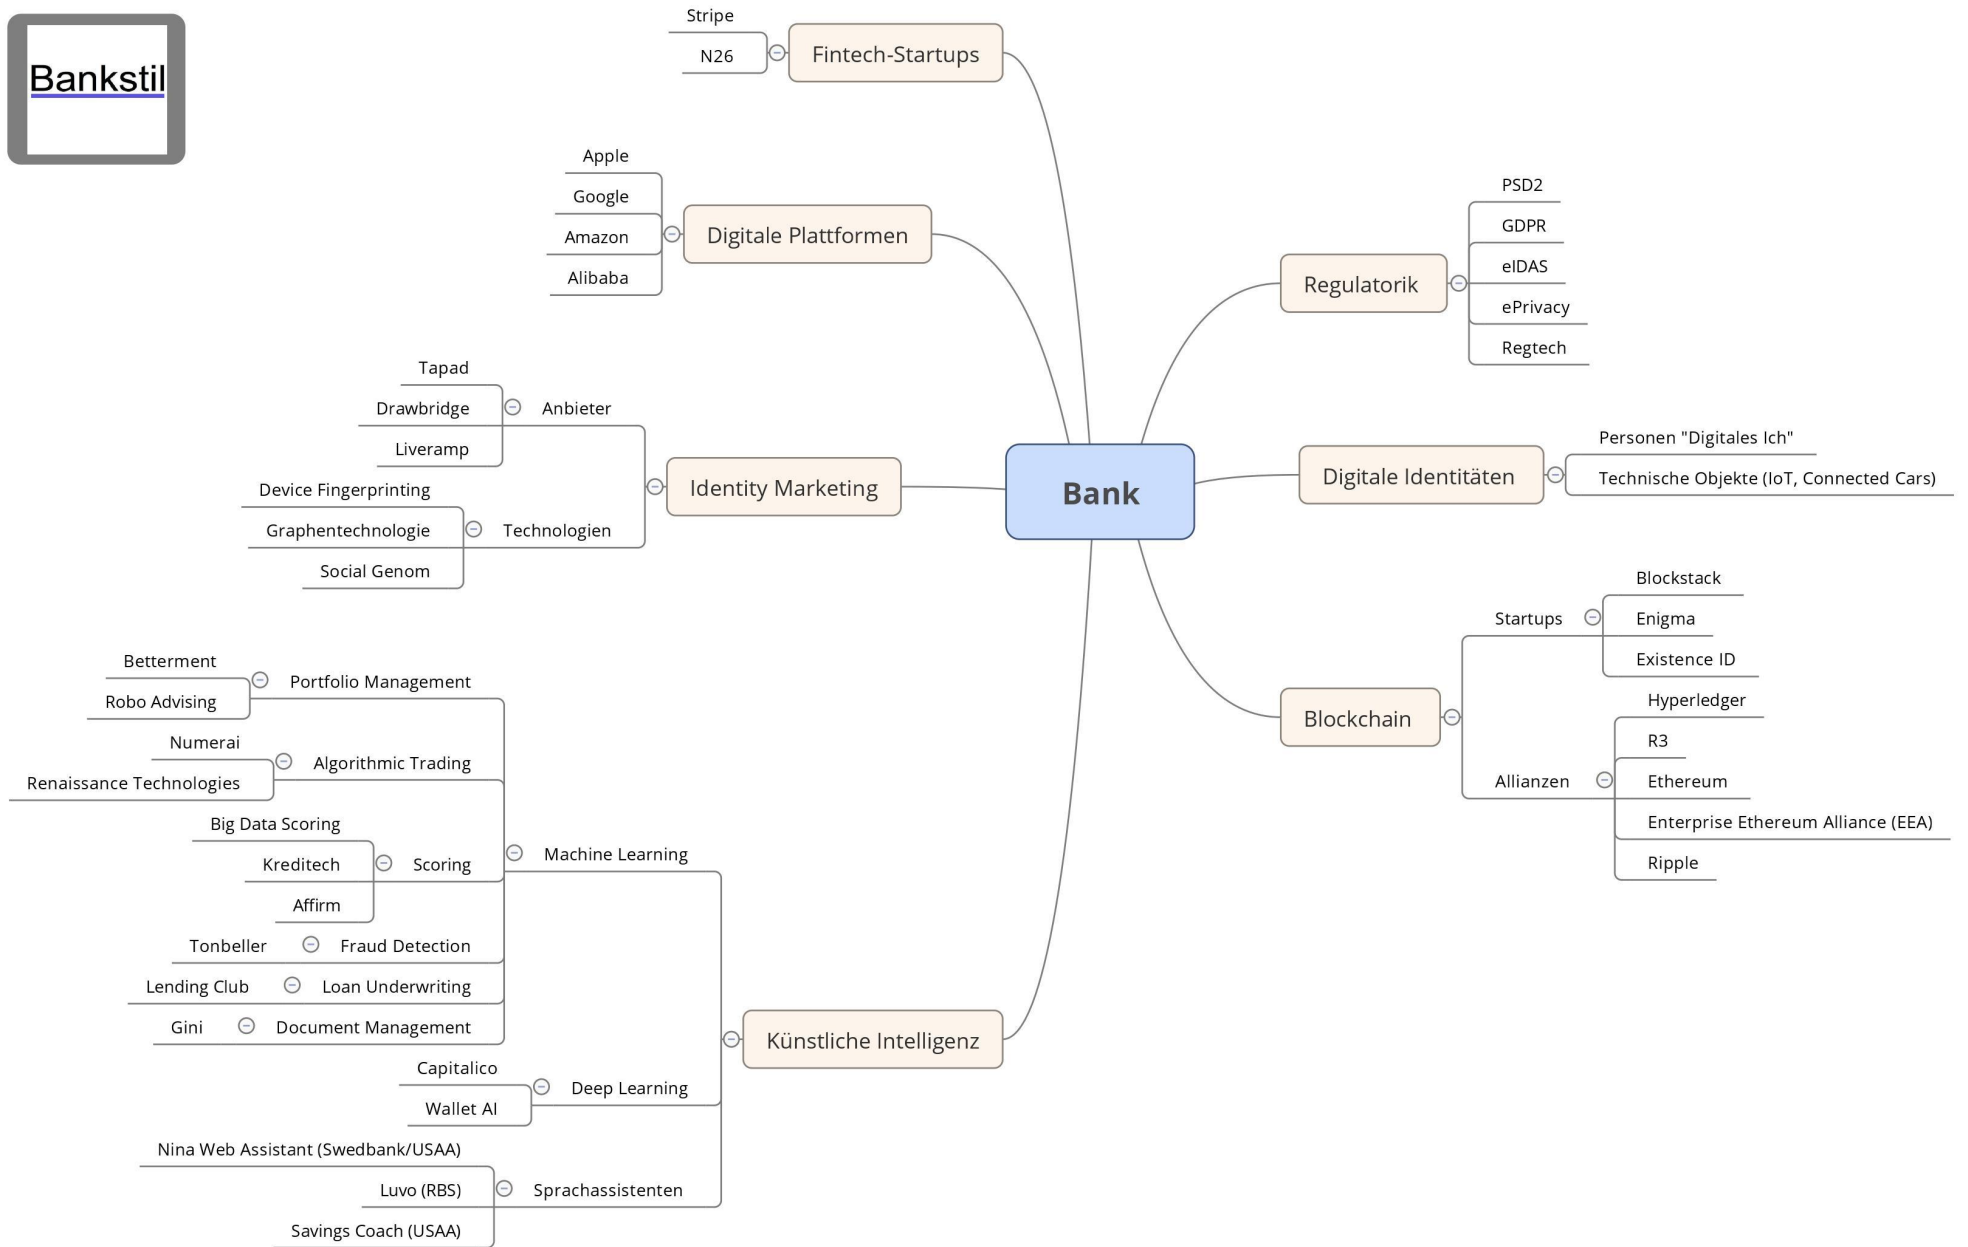 Bankstil
Stripe
N26
Fintech-Startups
Apple
Google
Amazon
Alibaba
Digitale Plattformen
Tapad
Drawbridge
Liveramp
Anbieter
Device Fingerprinting
Graphentechnologie
Social Genom
Technologien
Identity Marketing
Betterment
Robo Advising
Portfolio Management
Numerai
Renaissance Technologies
Algorithmic Trading
Big Data Scoring
Kreditech
Affirm
Scoring
Tonbeller
Fraud Detection
Lending Club
Loan Underwriting
Gini
Document Management
Machine Learning
Capitalico
Wallet AI
Deep Learning
Nina Web Assistant (Swedbank/USAA)
Luvo (RBS)
Savings Coach (USAA)
Sprachassistenten
Künstliche Intelligenz
Bank
Regulatorik
PSD2
GDPR
eIDAS
ePrivacy
Regtech
Digitale Identitäten
Personen "Digitales Ich"
Technische Objekte (IoT, Connected Cars)
Blockchain
Startups
Blockstack
Enigma
Existence ID
Allianzen
Hyperledger
R3
Ethereum
Enterprise Ethereum Alliance (EEA)
Ripple